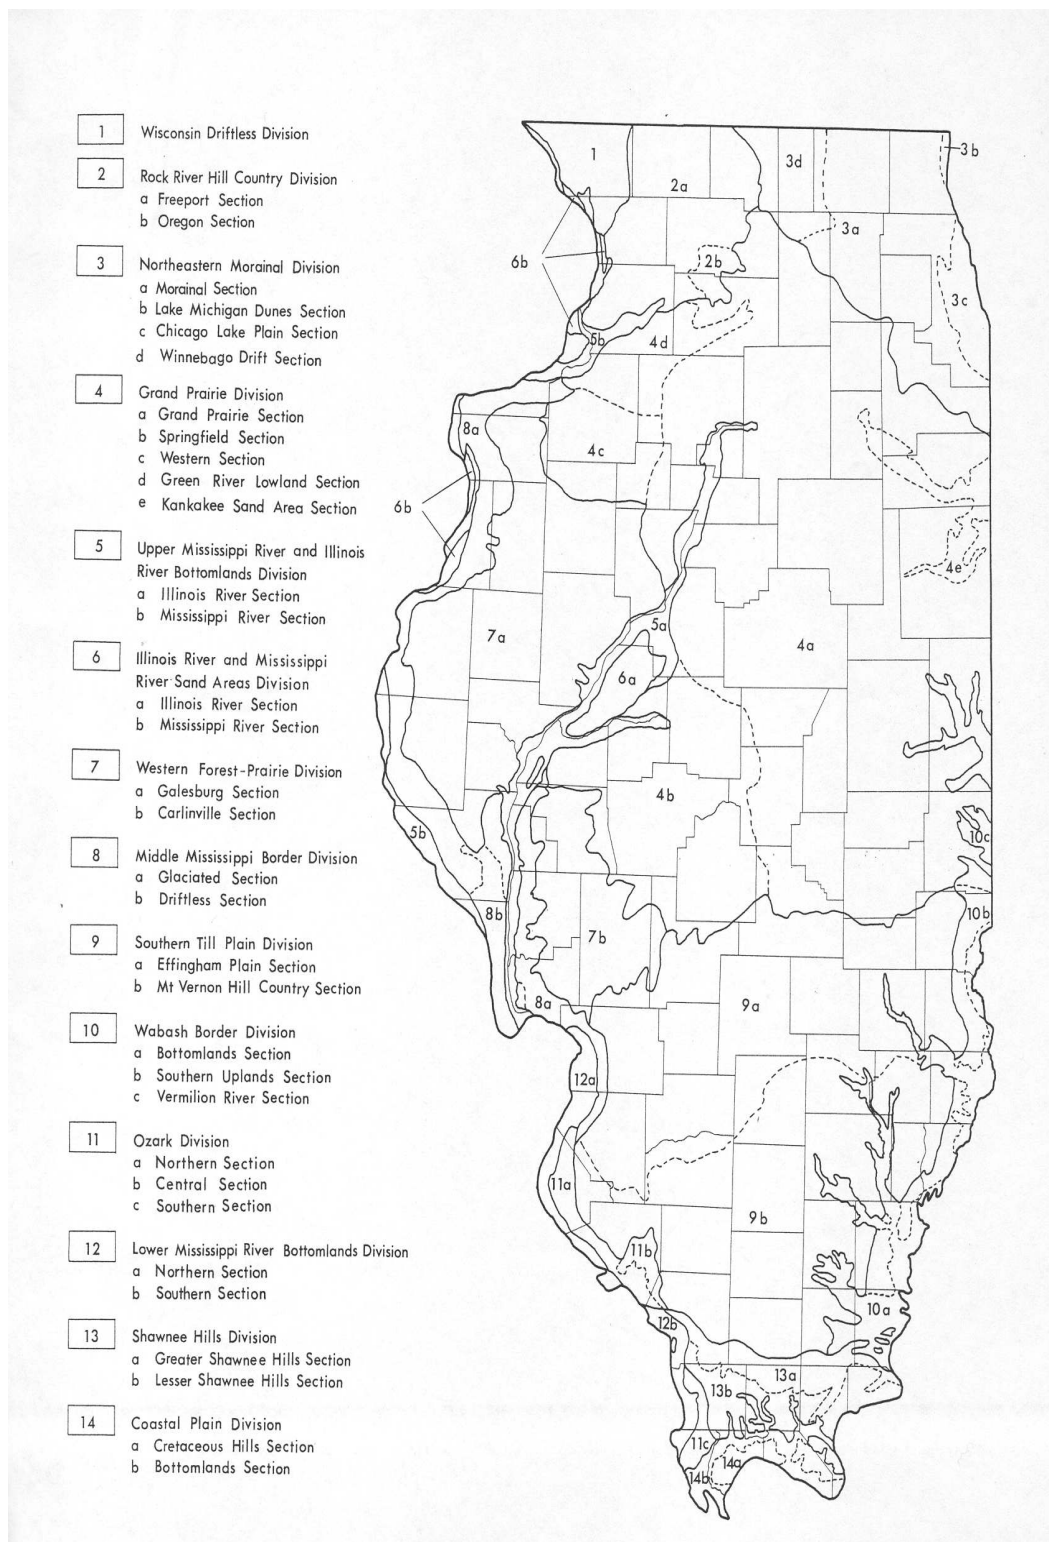 1 Wisconsin Driftless Division
2 Rock River Hill Country Division
a Freeport Section
b Oregon Section
3 Northeastern Morainal Division
a Morainal Section
b Lake Michigan Dunes Section
c Chicago Lake Plain Section
d Winnebago Drift Section
4 Grand Prairie Division
a Grand Prairie Section
b Springfield Section
c Western Section
d Green River Lowland Section
e Kankakee Sand Area Section
5 Upper Mississippi River and Illinois
River Bottomlands Division
a Illinois River Section
b Mississippi River Section
6 Illinois River and Mississippi
River Sand Areas Division
a Illinois River Section
b Mississippi River Section
7 Western Forest-Prairie Division
a Galesburg Section
b Carlinville Section
8 Middle Mississippi Border Division
a Glaciated Section
b Driftless Section
9 Southern Till Plain Division
a Effingham Plain Section
b Mt Vernon Hill Country Section
10 Wabash Border Division
a Bottomlands Section
b Southern Uplands Section
c Vermilion River Section
11 Ozark Division
a Northern Section
b Central Section
c Southern Section
12 Lower Mississippi River Bottomlands Division
a Northern Section
b Southern Section
13 Shawnee Hills Division
a Greater Shawnee Hills Section
b Lesser Shawnee Hills Section
14 Coastal Plain Division
a Cretaceous Hills Section
b Bottomlands Section
1
3d
3b
2a
3a
6b
2b
3c
5b
4d
8a
4c
6b
4e
5a
7a
4a
6a
4b
5b
10c
8b
10b
7b
8a
9a
12a
11a
9b
11b
10a
12b
13a
13b
11c
14a
14b